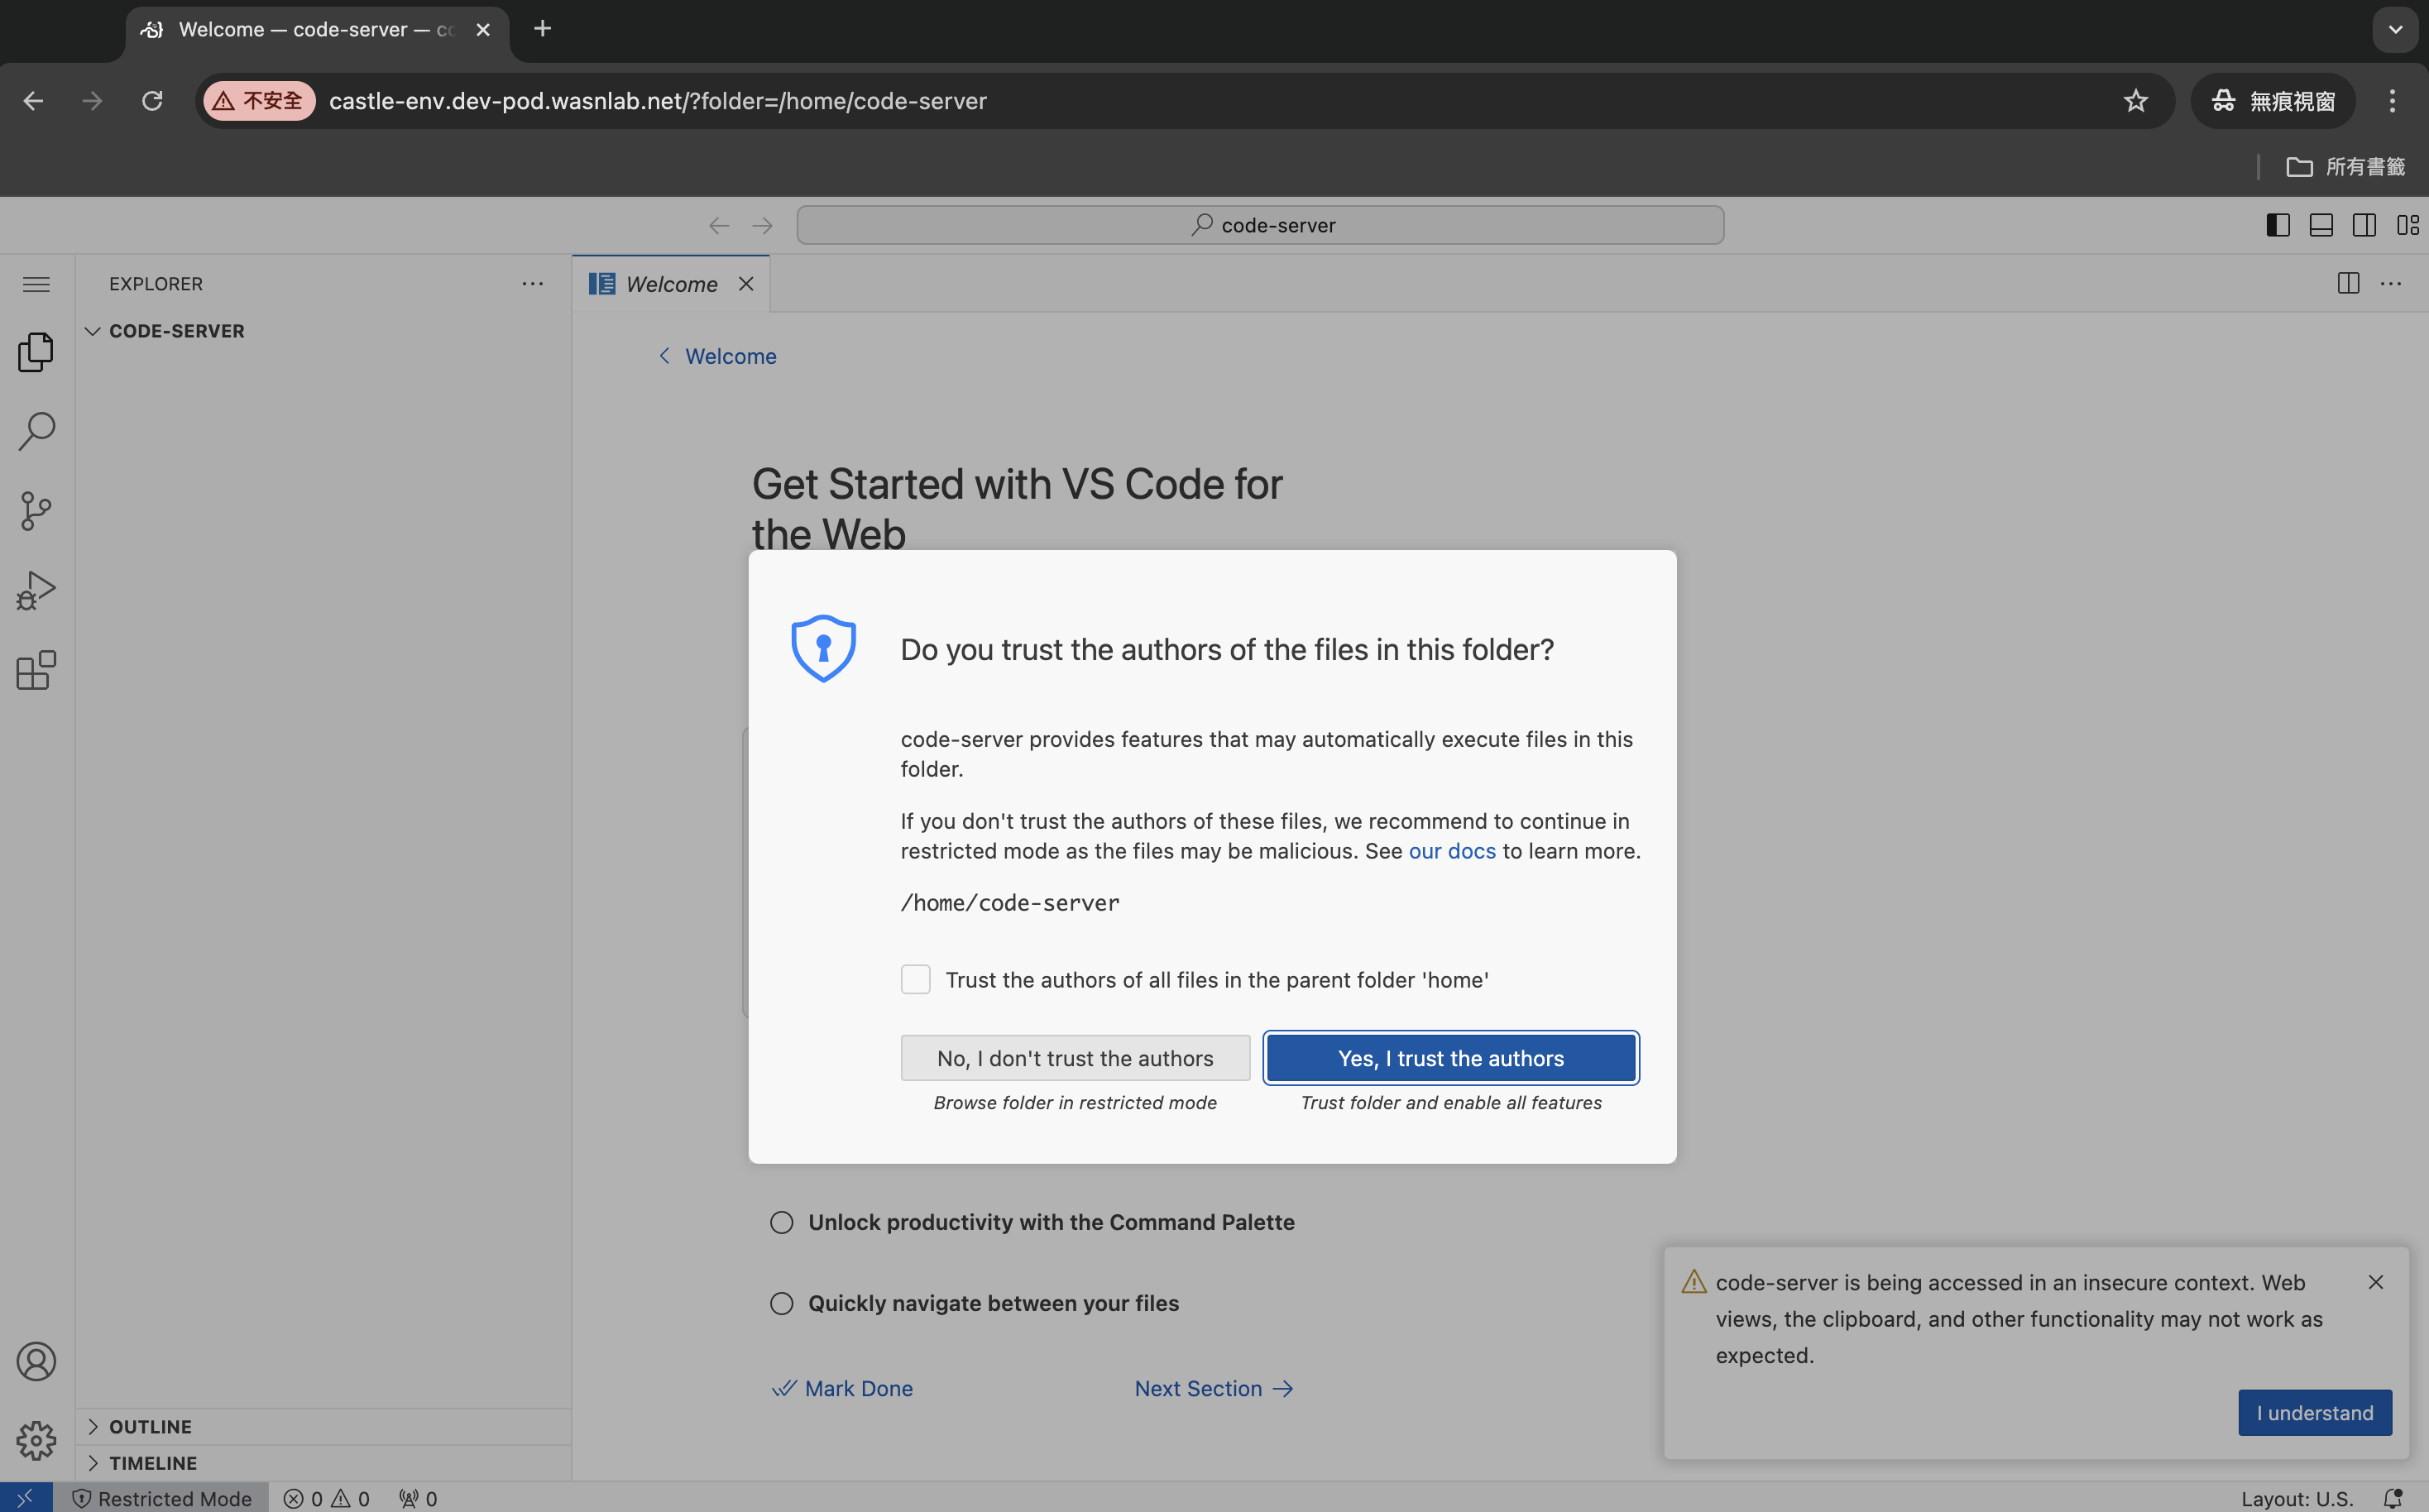 Welcome — code-server — co
不安全
castle-env.dev-pod.wasnlab.net/?folder=/home/code-server
無痕視窗
所有書籤
code-server
EXPLORER
Welcome
CODE-SERVER
Welcome
Get Started with VS Code for
the Web
Do you trust the authors of the files in this folder?
code-server provides features that may automatically execute files in this
folder.
If you don't trust the authors of these files, we recommend to continue in
restricted mode as the files may be malicious. See our docs to learn more.
/home/code-server
Trust the authors of all files in the parent folder 'home'
No, I don't trust the authors
Yes, I trust the authors
Browse folder in restricted mode
Trust folder and enable all features
Unlock productivity with the Command Palette
Quickly navigate between your files
Mark Done
Next Section
code-server is being accessed in an insecure context. Web
views, the clipboard, and other functionality may not work as
expected.
I understand
OUTLINE
TIMELINE
Restricted Mode
0
0
0
Layout: U.S.